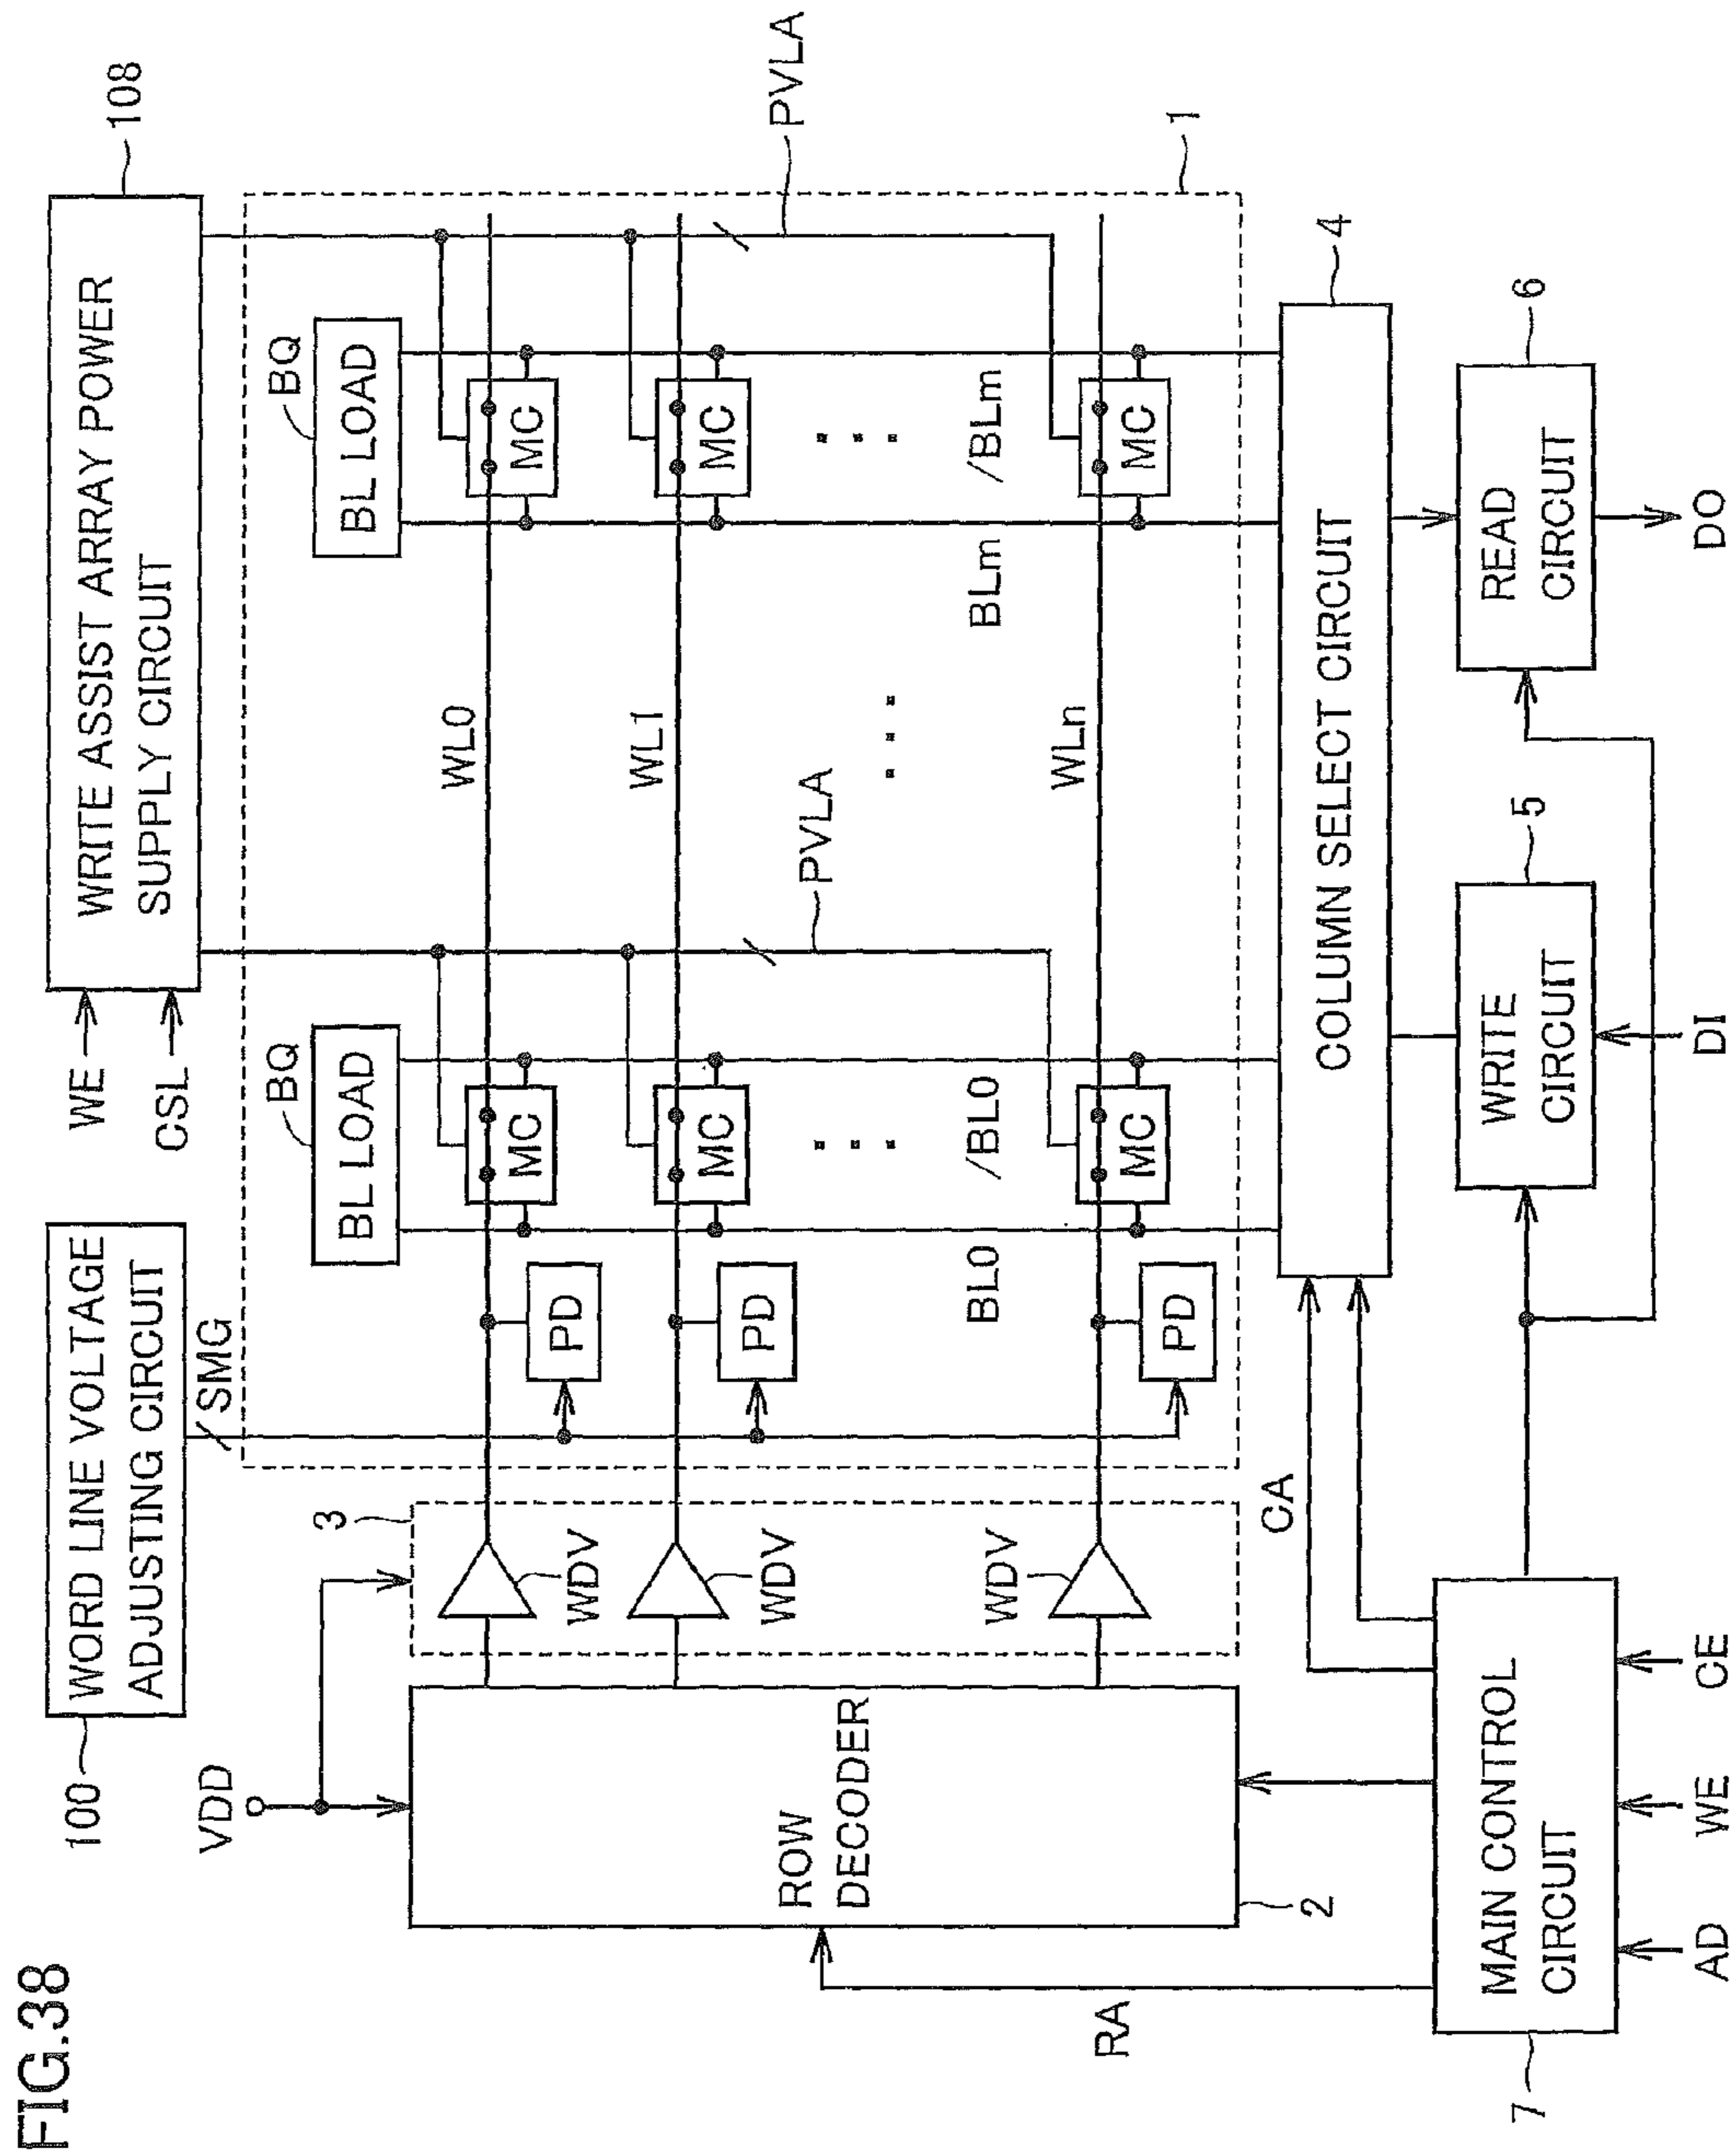 FIG.38
100
WORD LINE VOLTAGE
ADJUSTING CIRCUIT
WE
CSL
WRITE ASSIST ARRAY POWER
SUPPLY CIRCUIT
108
VDD
/SMG
3
BQ
BL LOAD
BQ
BL LOAD
WL0
PVLA
WDV
PD
MC
MC
WDV
PD
MC
WL1
MC
ROW
DECODER
PVLA
WDV
BL0
/BL0
BLm
/BLm
WLn
PD
MC
MC
1
2
RA
CA
COLUMN SELECT CIRCUIT
4
7
MAIN CONTROL
CIRCUIT
WRITE
CIRCUIT
5
READ
CIRCUIT
6
AD
WE
CE
DI
DO